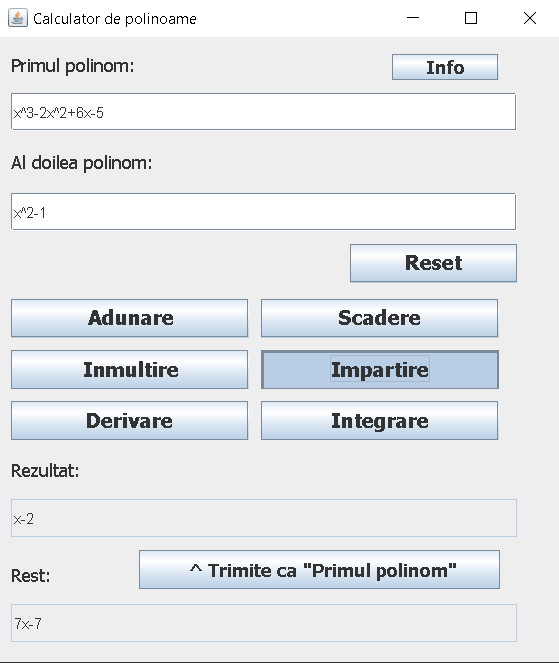 Calculator de polinoame
Primul polinom:
Info
x^3-2x^2+6x-5
Al doilea polinom:
x^2-1
Reset
Adunare
Scadere
Inmultire
Impartire
Derivare
Integrare
Rezultat:
x-2
Rest:
^ Trimite ca "Primul polinom"
7x-7